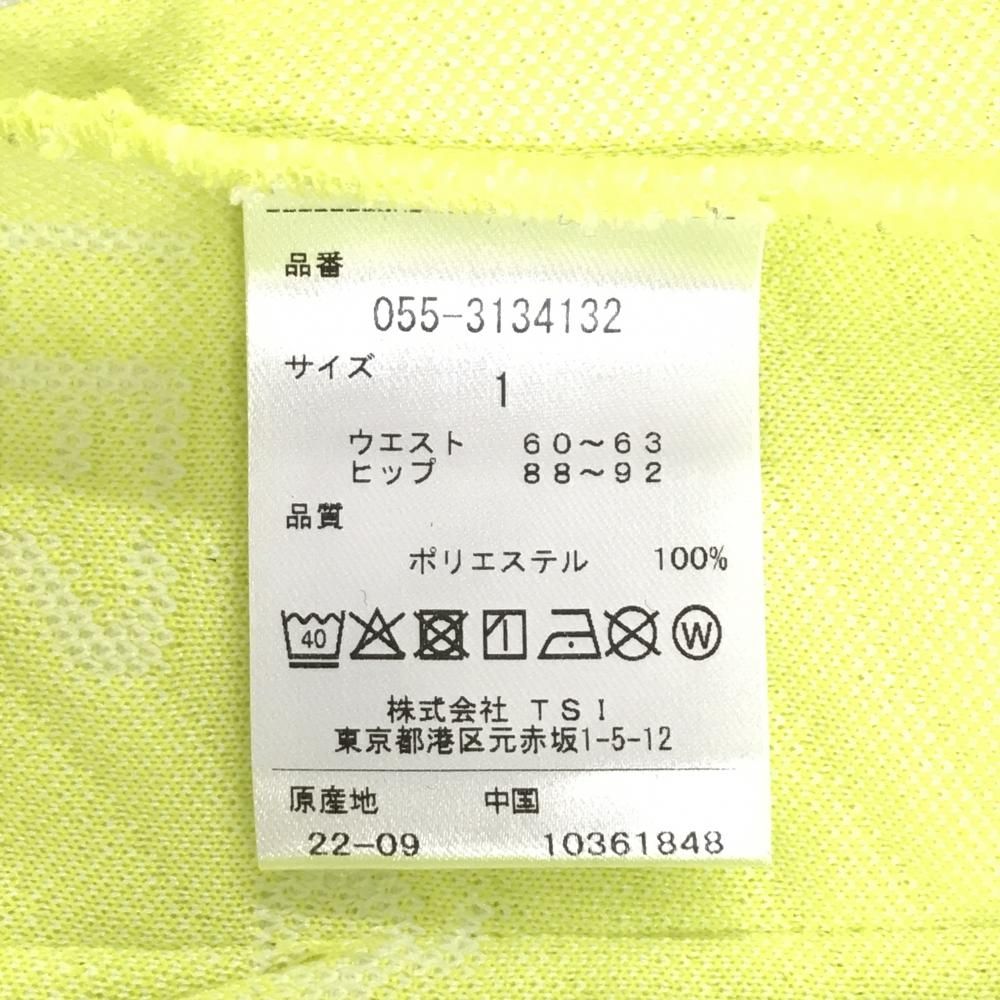 品番
055-3134132
サイズ
1
ウエスト 60～63
ヒップ 88～92
品質
ポリエステル 100%
40 W
株式会社 TSI
東京都港区元赤坂1-5-12
原産地 中国
22-09 10361848